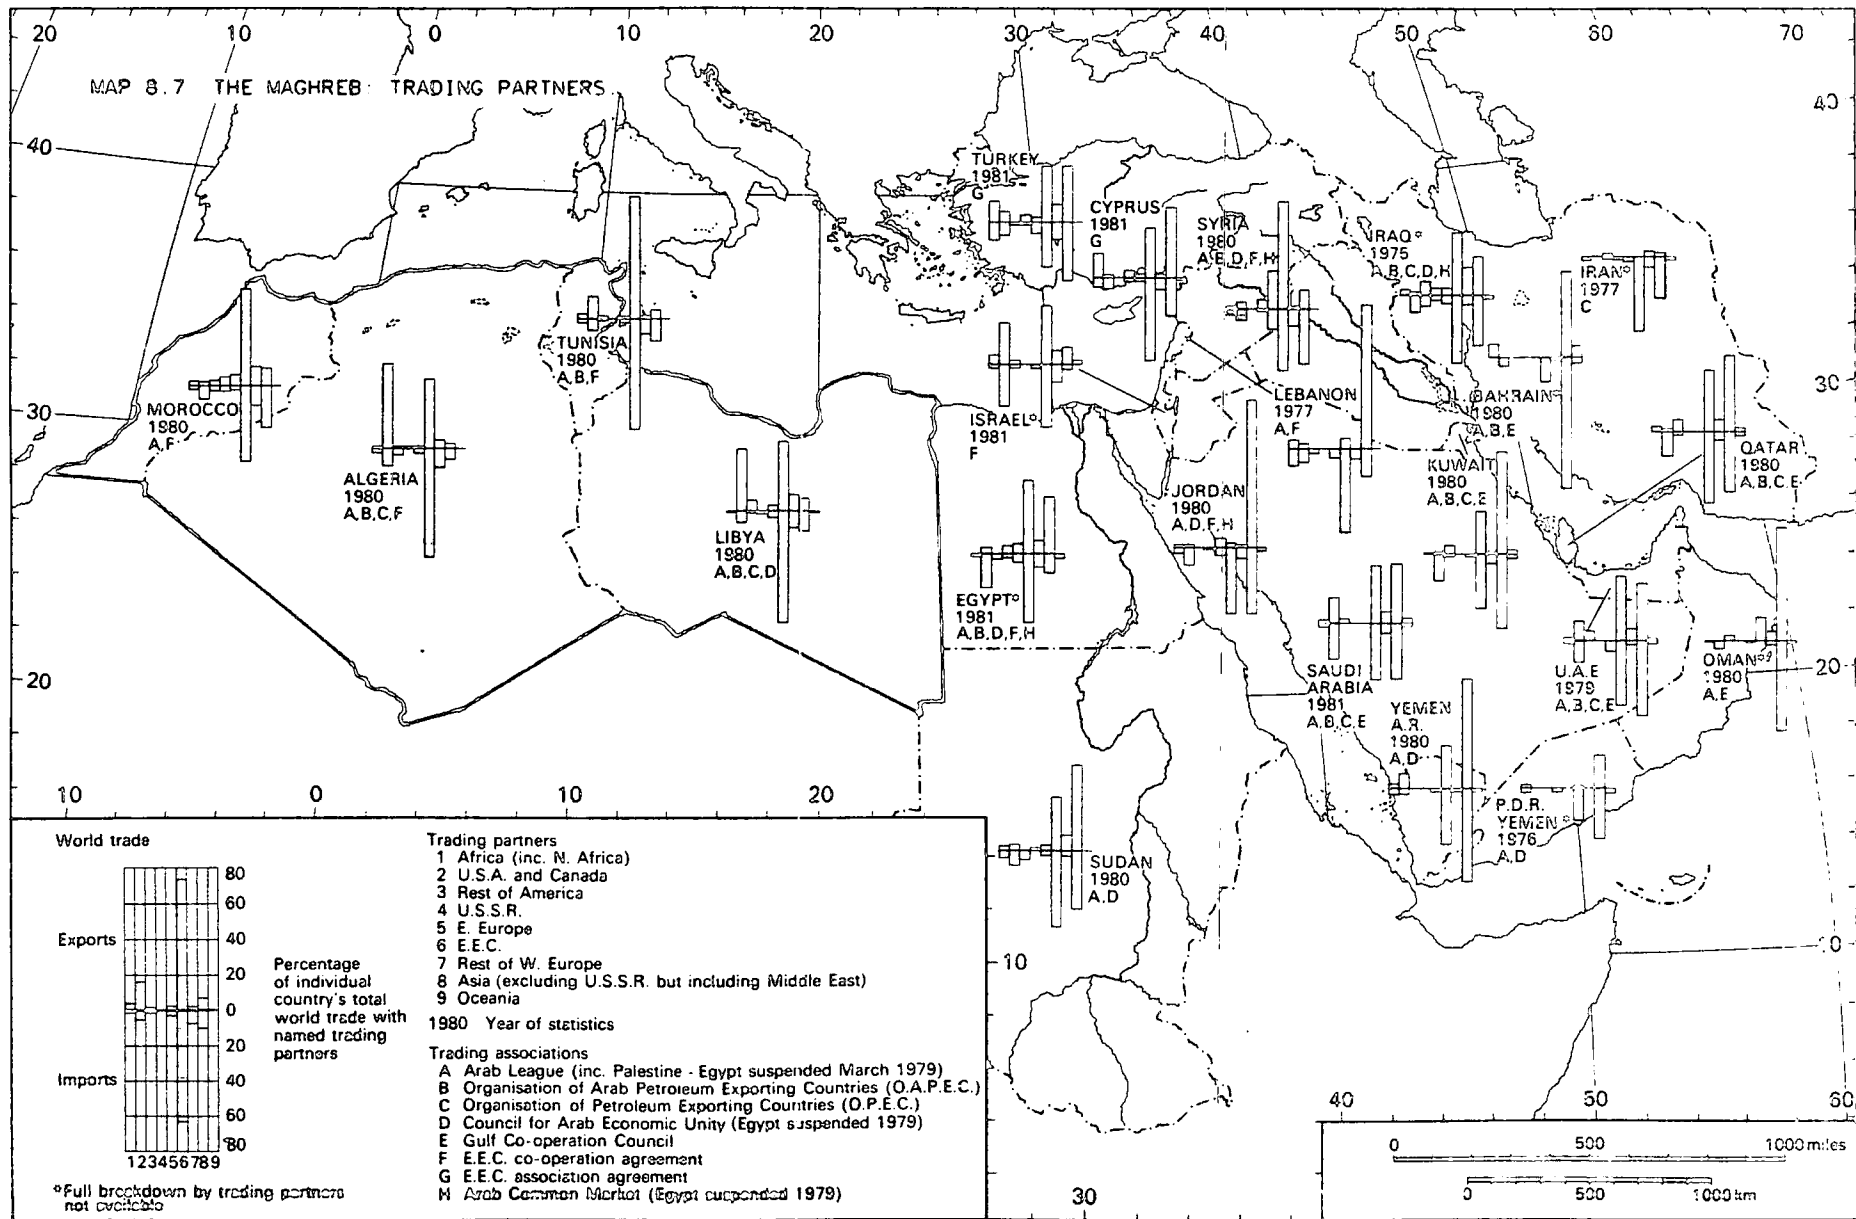 20 10 0 10 20 30 40 50 60 70
MAP 8.7 THE MAGHREB: TRADING PARTNERS
40
40
TURKEY
1981
G
CYPRUS
1981
G
SYRIA
1980
A,B,D,F,H
IRAQ°
1975
A,B,C,D,H
IRAN°
1977
C
TUNISIA
1980
A,B,F
MOROCCO
1980
A,F
30
30
ISRAEL°
1981
F
LEBANON
1977
A,F
BAHRAIN°
1980
A,B,E
QATAR
1980
A,B,C,E
ALGERIA
1980
A,B,C,F
KUWAIT
1980
A,B,C,E
JORDAN
1980
A,D,F,H
LIBYA
1980
A,B,C,D
EGYPT°
1981
A,B,D,F,H
20
20
SAUDI
ARABIA
1981
A,B,C,E
U.A.E
1979
A,B,C,E
OMAN°
1980
A,E
YEMEN
A.R.
1980
A,D
P.D.R.
YEMEN°
1976
A,D
10 0 10 20
SUDAN
1980
A,D
10
10
World trade
80
60
Exports 40
20
0
20
Imports 40
60
80
123456789
Percentage
of individual
country's total
world trade with
named trading
partners
°Full breakdown by trading partners
not available
Trading partners
1 Africa (inc. N. Africa)
2 U.S.A. and Canada
3 Rest of America
4 U.S.S.R.
5 E. Europe
6 E.E.C.
7 Rest of W. Europe
8 Asia (excluding U.S.S.R. but including Middle East)
9 Oceania
1980 Year of statistics
Trading associations
A Arab League (inc. Palestine - Egypt suspended March 1979)
B Organisation of Arab Petroleum Exporting Countries (O.A.P.E.C.)
C Organisation of Petroleum Exporting Countries (O.P.E.C.)
D Council for Arab Economic Unity (Egypt suspended 1979)
E Gulf Co-operation Council
F E.E.C. co-operation agreement
G E.E.C. association agreement
H Arab Common Market (Egypt suspended 1979)
30
40 50 60
0 500 1000 miles
0 500 1000 km